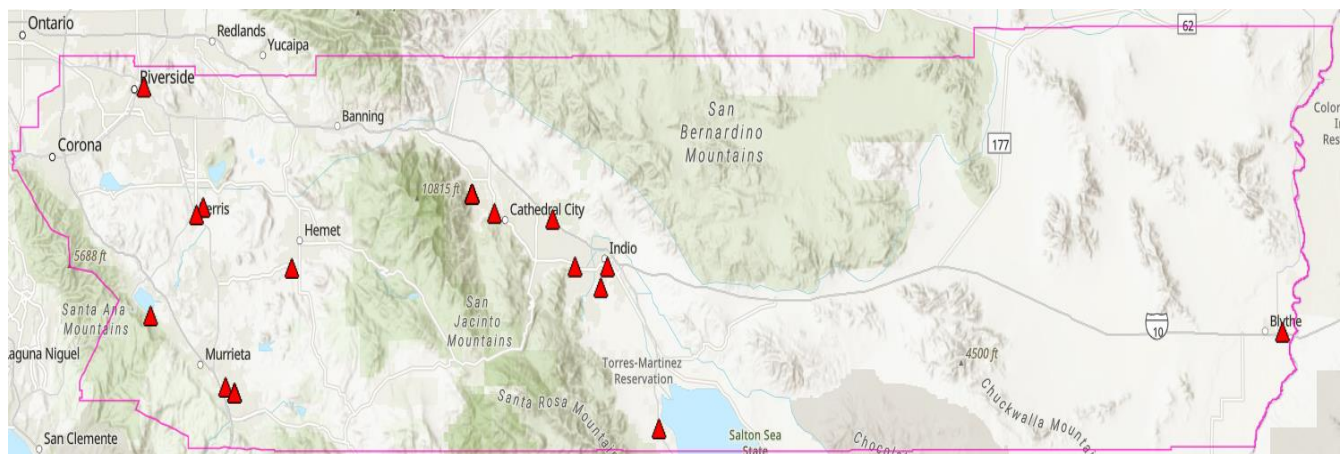 Ontario
Redlands
Yucaipa
62
Riverside
Banning
San
Bernardino
Mountains
Corona
177
10815 ft
Cathedral City
Hemet
Indio
5688 ft
Santa Ana
Mountains
San
Jacinto
Mountains
10
Blythe
Laguna Niguel
Murrieta
4500 ft
Torres-Martinez
Reservation
Santa Rosa
Chuckwalla
San Clemente
Salton Sea
State